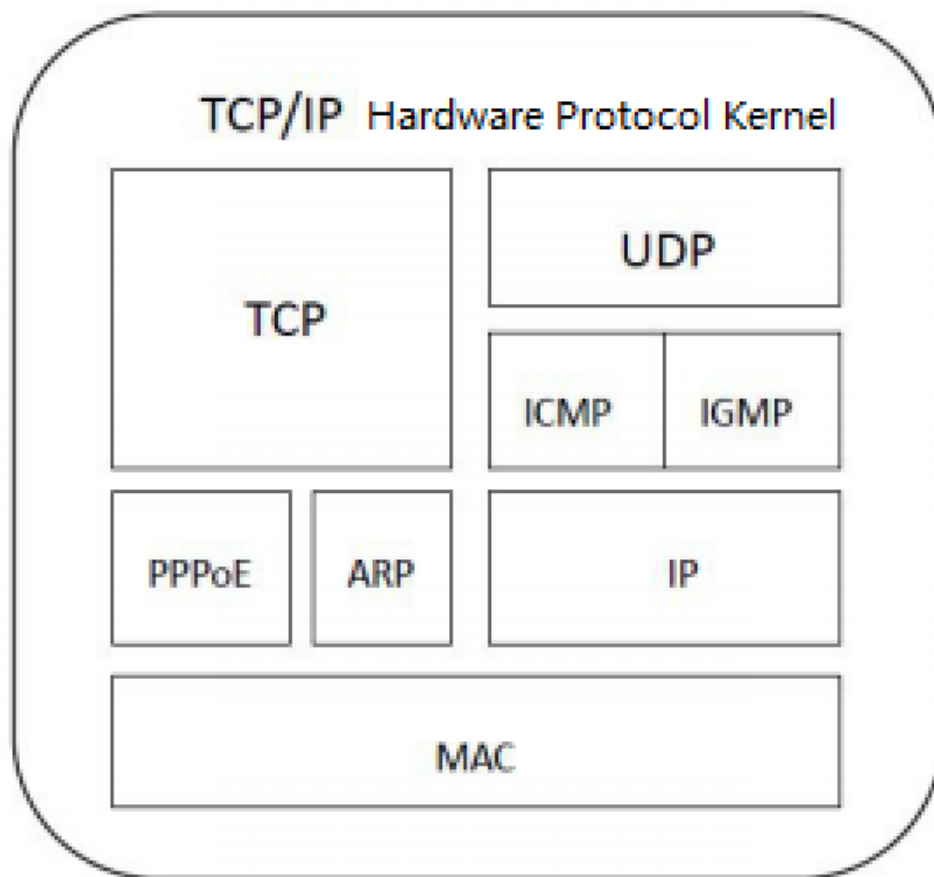 TCP/IP Hardware Protocol Kernel
TCP
UDP
ICMP
IGMP
PPPoE
ARP
IP
MAC